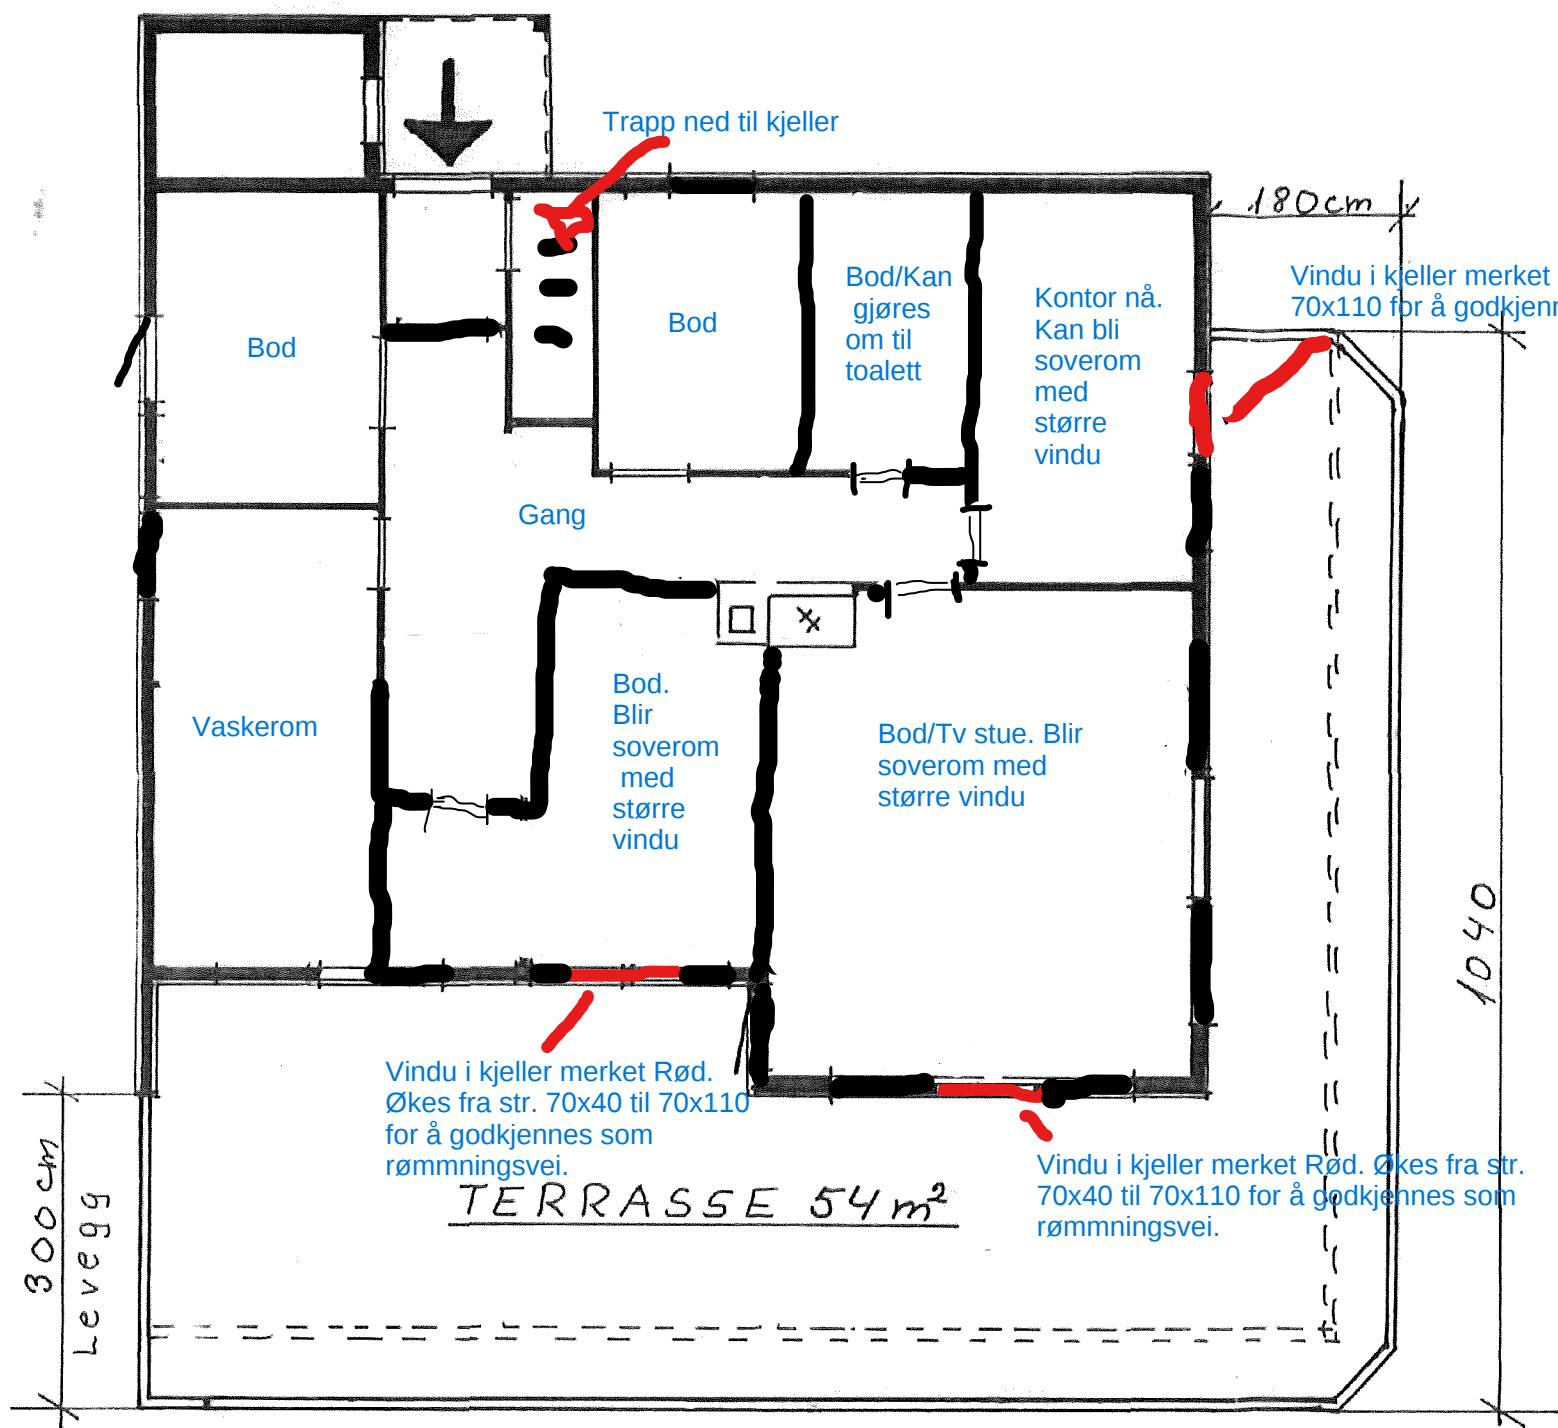 Trapp ned til kjeller
180cm
Vindu i kjeller merket
70x110 for å godkjenn
Bod
Bod
Bod/Kan
gjøres
om til
toalett
Kontor nå.
Kan bli
soverom
med
større
vindu
Gang
Vaskerom
Bod.
Blir
soverom
med
større
vindu
Bod/Tv stue. Blir
soverom med
større vindu
1040
Vindu i kjeller merket Rød.
Økes fra str. 70x40 til 70x110
for å godkjennes som
rømmningsvei.
Vindu i kjeller merket Rød. Økes fra str.
70x40 til 70x110 for å godkjennes som
rømmningsvei.
TERRASSE 54 m²
300cm
Levegg